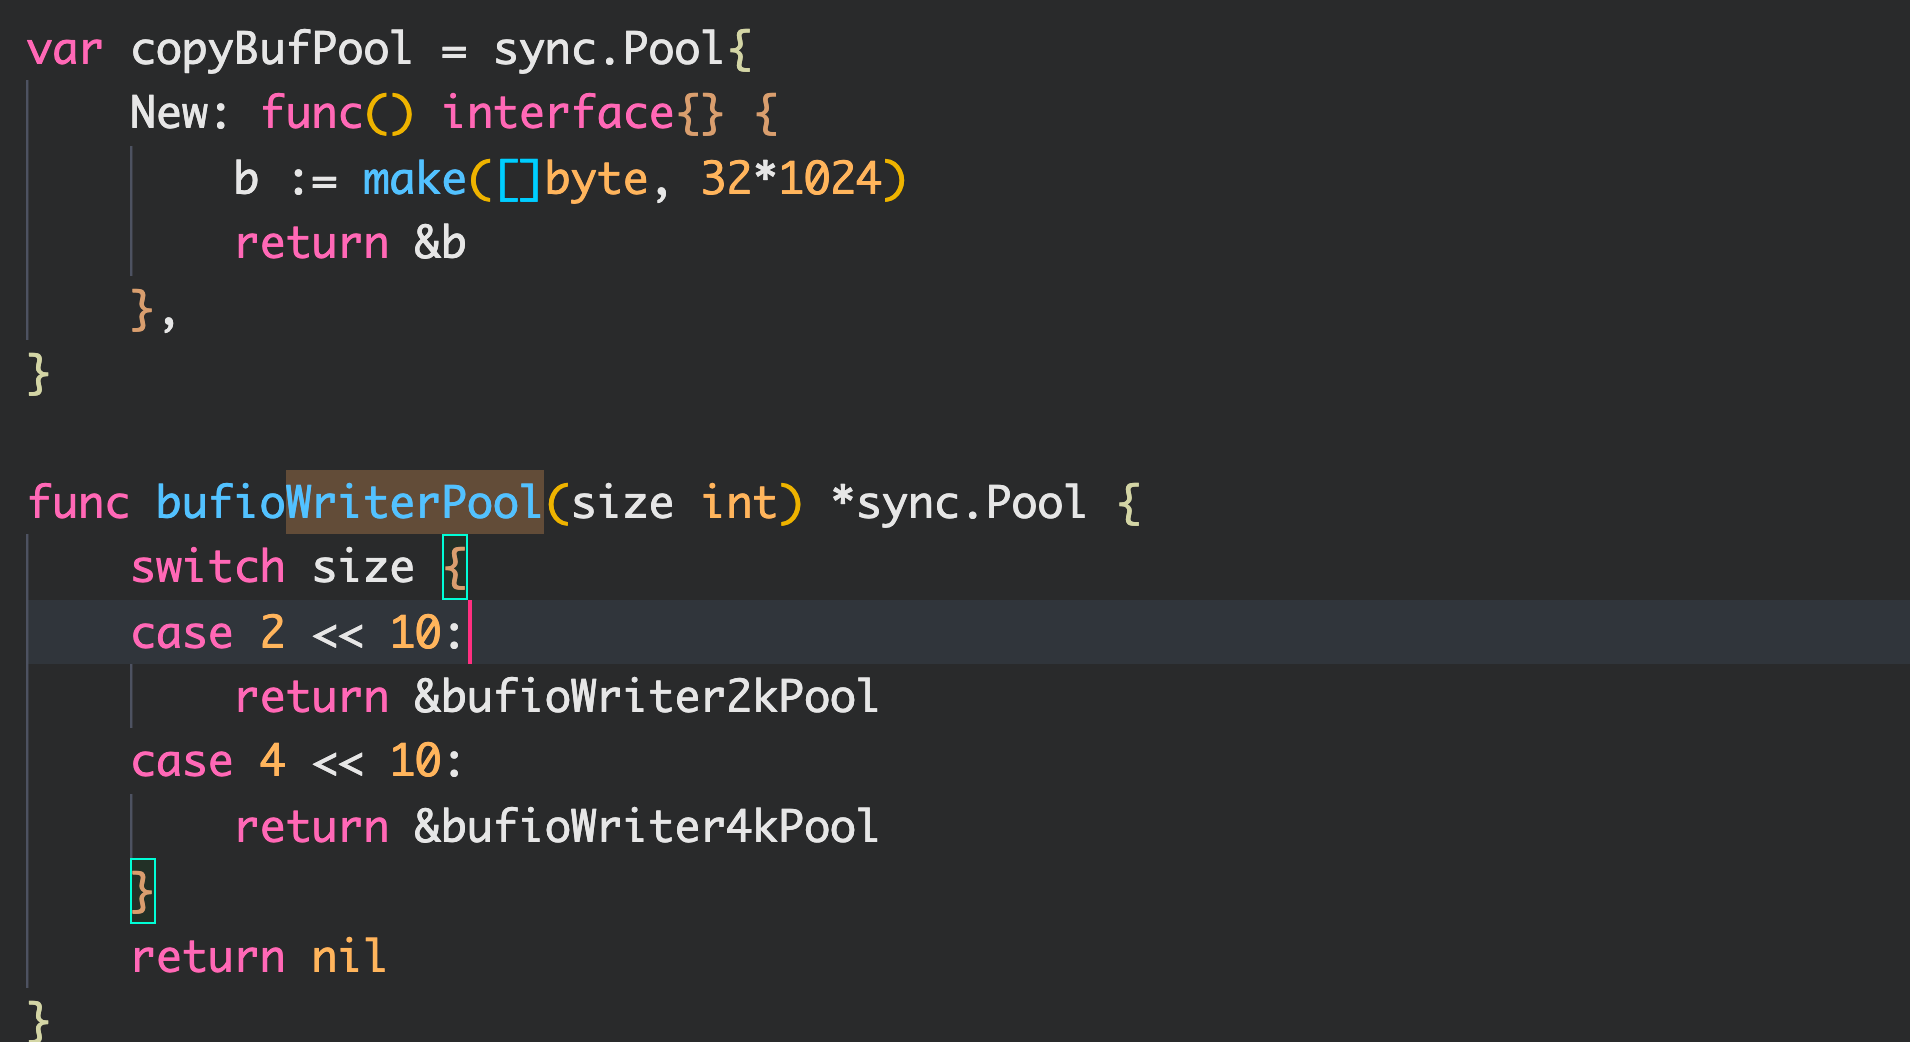 var copyBufPool = sync.Pool{
    New: func() interface{} {
        b := make([]byte, 32*1024)
        return &b
    },
}

func bufioWriterPool(size int) *sync.Pool {
    switch size {
    case 2 << 10:
        return &bufioWriter2kPool
    case 4 << 10:
        return &bufioWriter4kPool
    }
    return nil
}